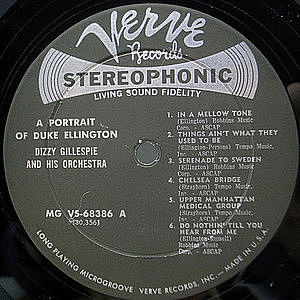 Verve
Records
STEREOPHONIC
LIVING SOUND FIDELITY
A PORTRAIT
OF DUKE ELLINGTON
DIZZY GILLESPIE
AND HIS ORCHESTRA
MG VS-68386 A
(30,356)
1. IN A MELLOW TONE
(Ellington) Robbins Music
Corp. - ASCAP
2. THINGS AIN'T WHAT THEY
USED TO BE
(Ellington-Persons) Tempo Music,
Inc. - ASCAP
3. SERENADE TO SWEDEN
(Ellington) Robbins Music
Corp. - ASCAP
4. CHELSEA BRIDGE
(Strayhorn) Tempo Music,
Inc. - ASCAP
5. UPPER MANHATTAN
MEDICAL GROUP
(Strayhorn) Tempo Music,
Inc. - ASCAP
6. DO NOTHIN' TILL YOU
HEAR FROM ME
(Ellington-Russell)
Robbins Music
Corp. - ASCAP
LONG PLAYING MICROGROOVE VERVE RECORDS, INC.—MADE IN U.S.A.